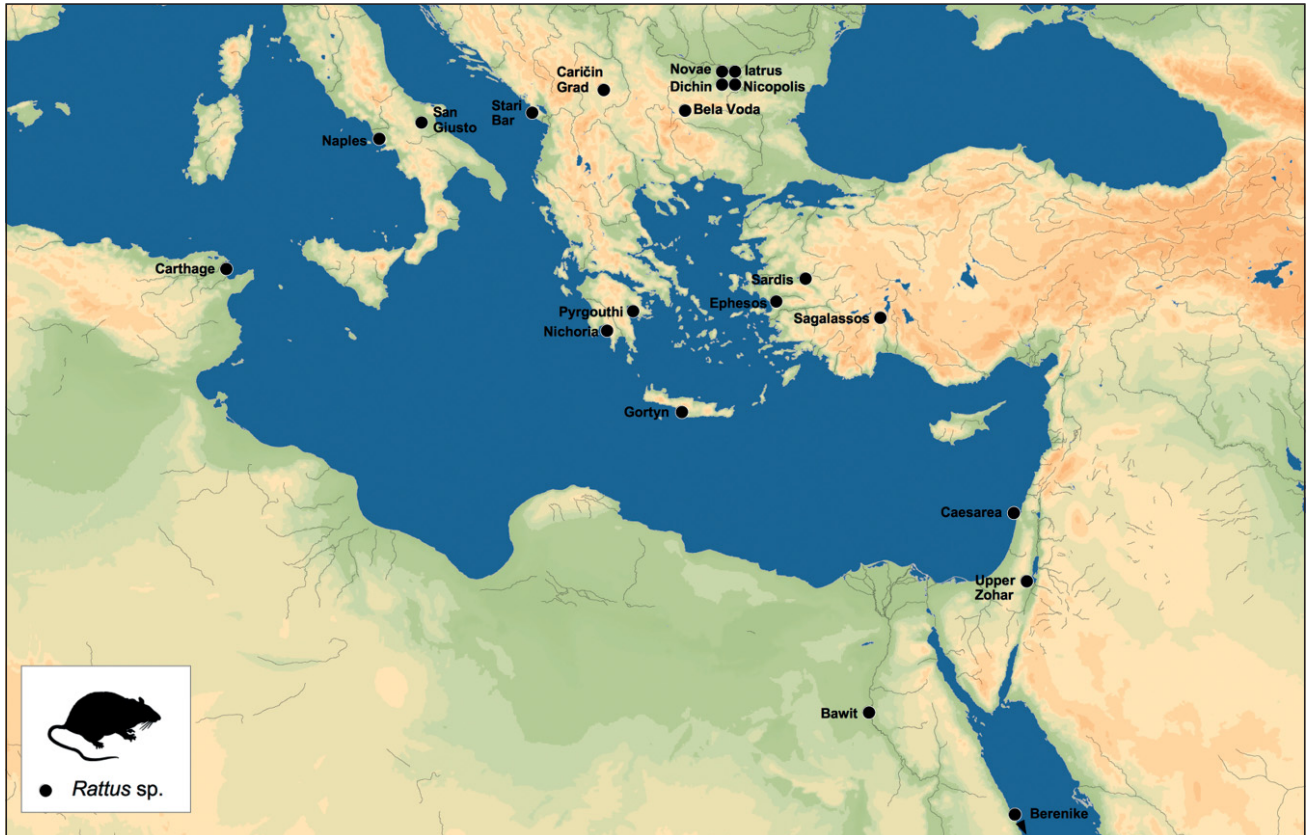 Novae
Iatrus
Dichin
Nicopolis
Caričin
Grad
Bela Voda
Stari
Bar
San
Giusto
Naples
Carthage
Sardis
Ephesos
Sagalassos
Pyrgouthi
Nichoria
Gortyn
Caesarea
Upper
Zohar
Bawit
Berenike
Rattus sp.